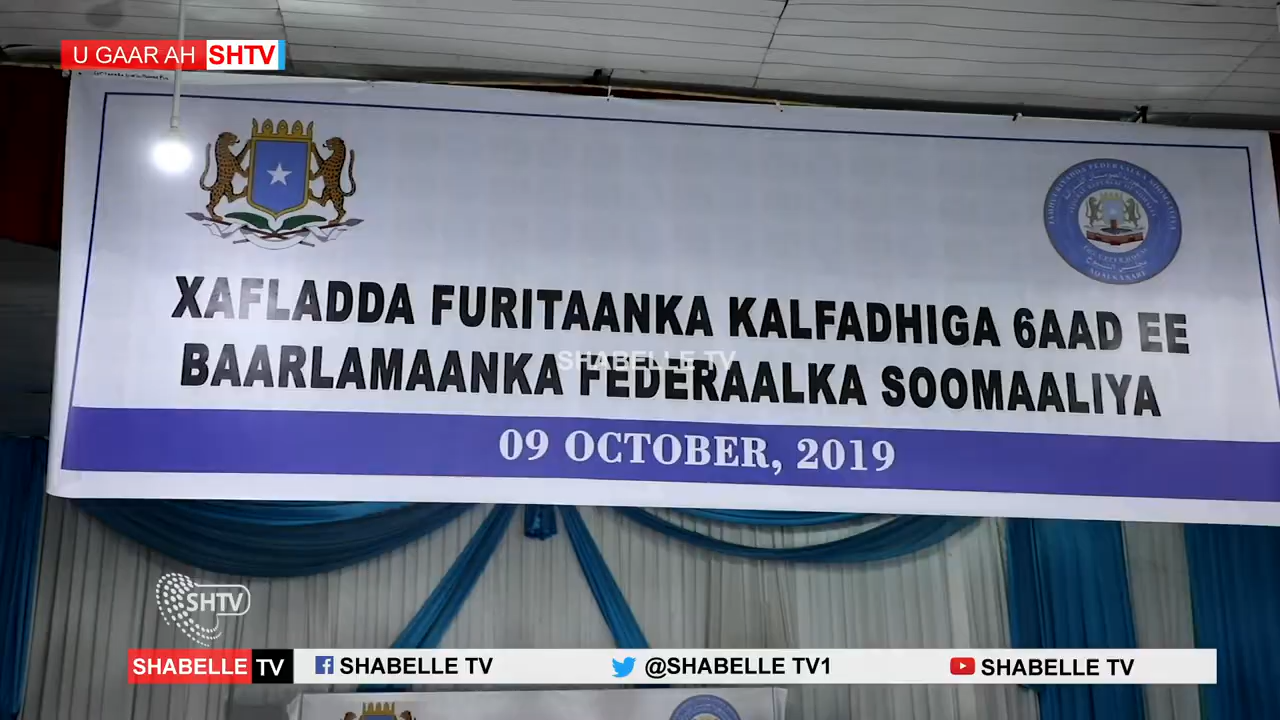 U GAAR AH SHTV
XAFLADDA FURITAANKA KALFADHIGA 6AAD EE
BAARLAMAANKA FEDERAALKA SOOMAALIYA
SHABELLE TV
09 OCTOBER, 2019
SHTV
SHABELLE TV SHABELLE TV @SHABELLE TV1 SHABELLE TV